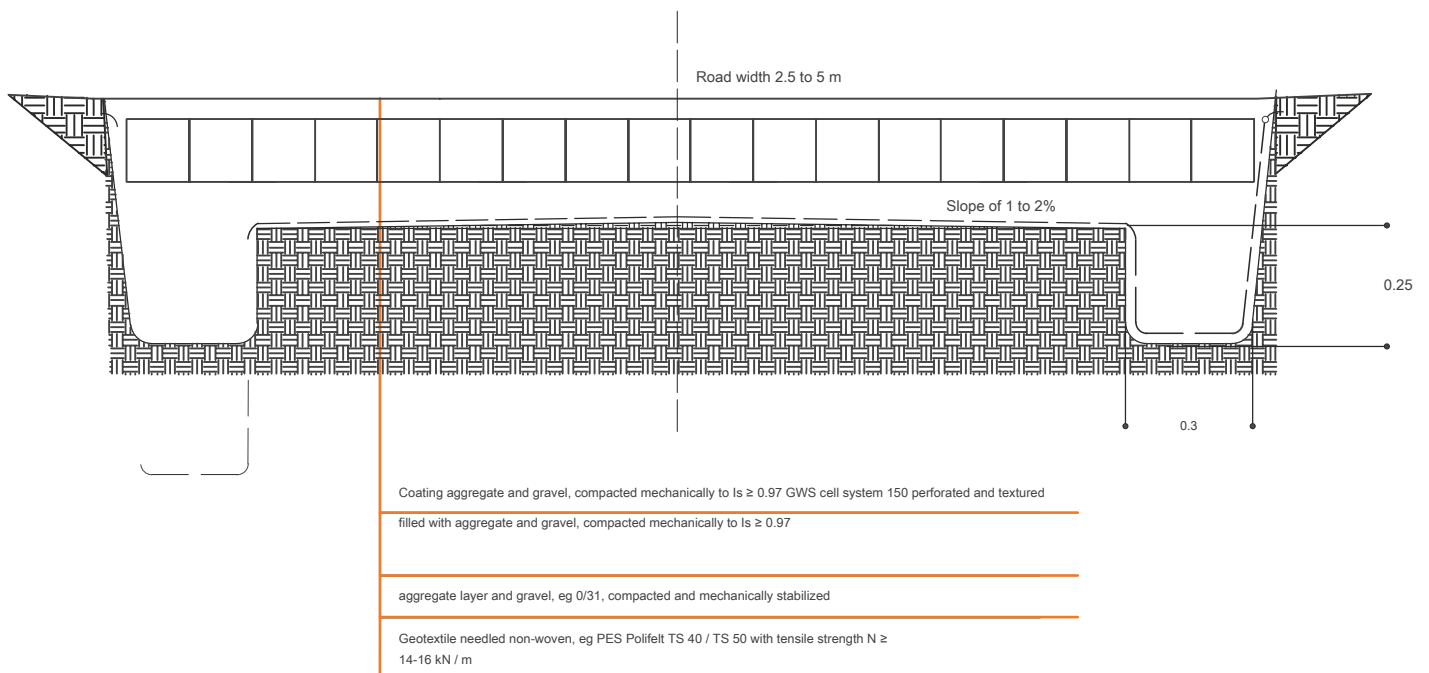 Road width 2.5 to 5 m
Slope of 1 to 2%
0.25
0.3
Coating aggregate and gravel, compacted mechanically to Is ≥ 0.97 GWS cell system 150 perforated and textured
filled with aggregate and gravel, compacted mechanically to Is ≥ 0.97
aggregate layer and gravel, eg 0/31, compacted and mechanically stabilized
Geotextile needled non-woven, eg PES Polifelt TS 40 / TS 50 with tensile strength N ≥
14-16 kN / m